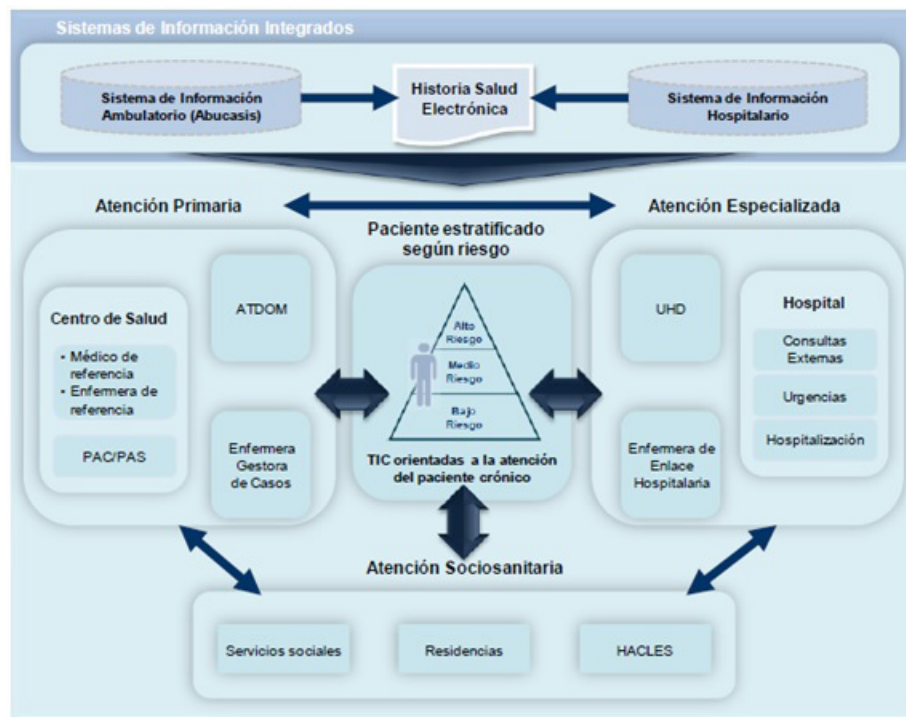 Sistemas de Información Integrados
Sistema de Información
Ambulatorio (Abucasis)
Historia Salud
Electrónica
Sistema de Información
Hospitalario
Atención Primaria
Atención Especializada
Paciente estratificado
según riesgo
Centro de Salud
• Médico de
referencia
• Enfermera de
referencia
PAC/PAS
ATDOM
Enfermera
Gestora
de Casos
Alto
Riesgo
Medio
Riesgo
Bajo
Riesgo
TIC orientadas a la atención
del paciente crónico
UHD
Enfermera de
Enlace
Hospitalaria
Hospital
Consultas
Externas
Urgencias
Hospitalización
Atención Sociosanitaria
Servicios sociales
Residencias
HACLES